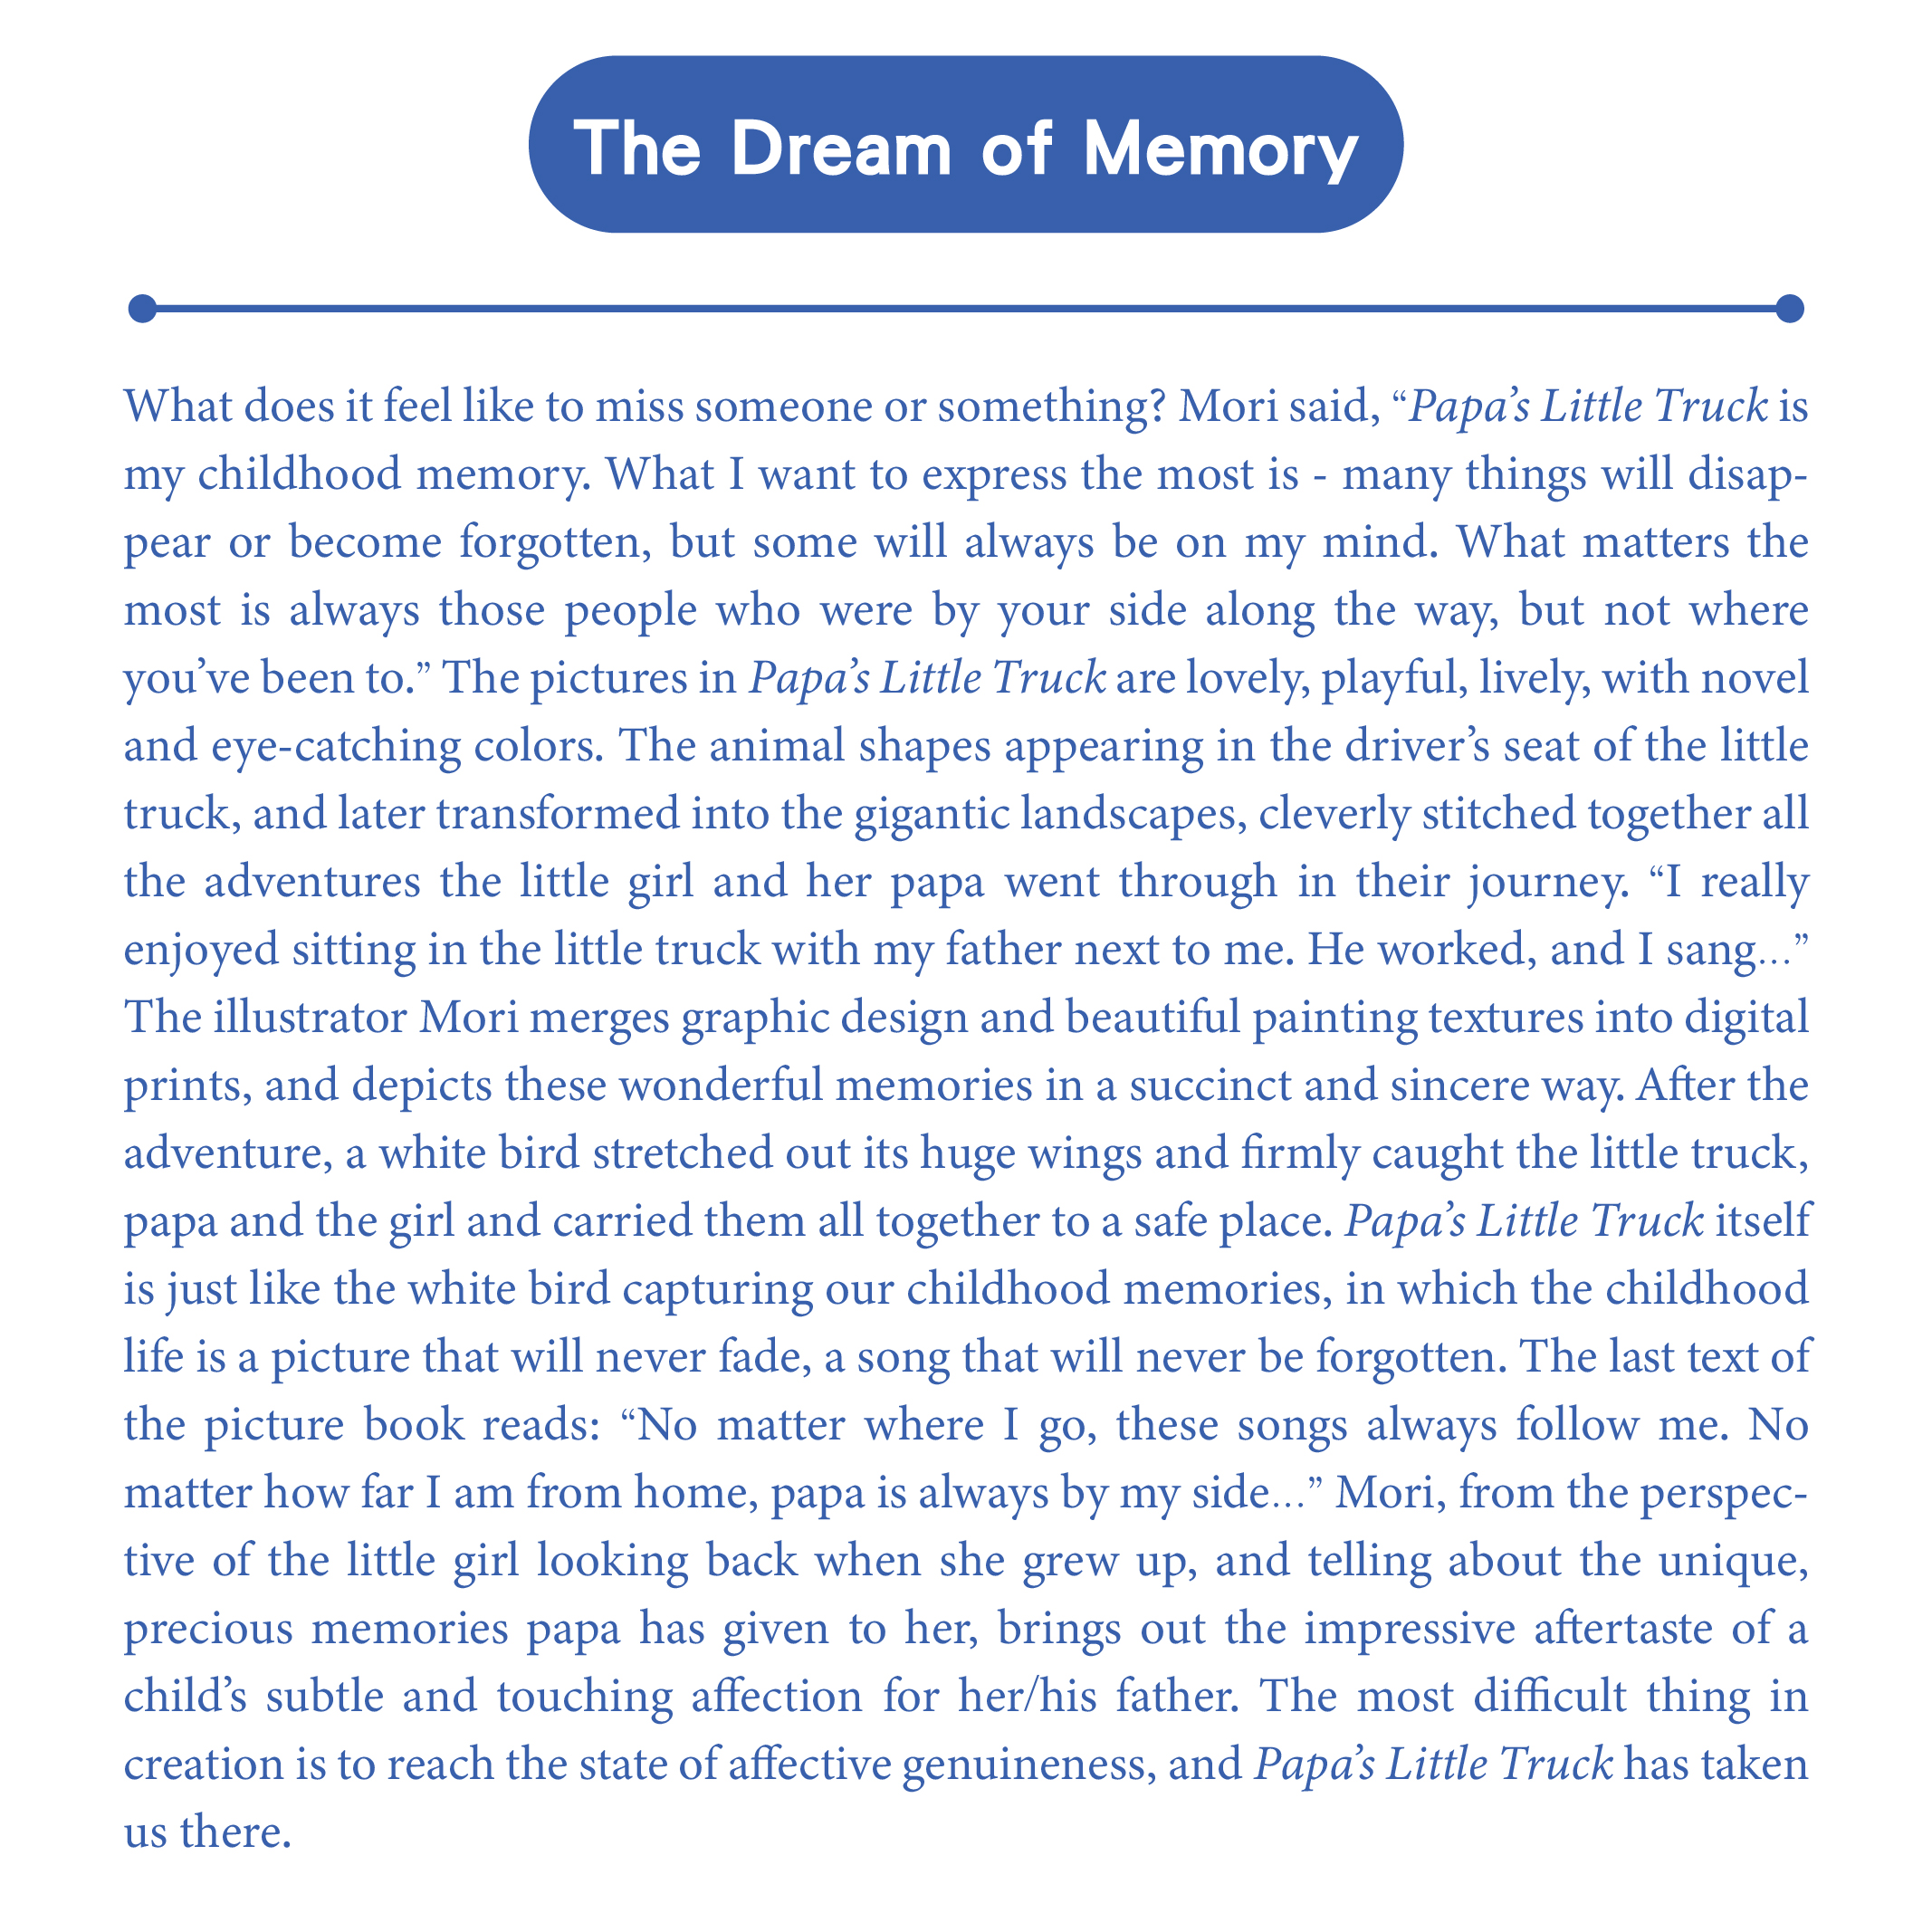 The Dream of Memory
What does it feel like to miss someone or something? Mori said, “Papa’s Little Truck is
my childhood memory. What I want to express the most is - many things will disap-
pear or become forgotten, but some will always be on my mind. What matters the
most is always those people who were by your side along the way, but not where
you’ve been to.” The pictures in Papa’s Little Truck are lovely, playful, lively, with novel
and eye-catching colors. The animal shapes appearing in the driver’s seat of the little
truck, and later transformed into the gigantic landscapes, cleverly stitched together all
the adventures the little girl and her papa went through in their journey. “I really
enjoyed sitting in the little truck with my father next to me. He worked, and I sang...”
The illustrator Mori merges graphic design and beautiful painting textures into digital
prints, and depicts these wonderful memories in a succinct and sincere way. After the
adventure, a white bird stretched out its huge wings and firmly caught the little truck,
papa and the girl and carried them all together to a safe place. Papa’s Little Truck itself
is just like the white bird capturing our childhood memories, in which the childhood
life is a picture that will never fade, a song that will never be forgotten. The last text of
the picture book reads: “No matter where I go, these songs always follow me. No
matter how far I am from home, papa is always by my side...” Mori, from the perspec-
tive of the little girl looking back when she grew up, and telling about the unique,
precious memories papa has given to her, brings out the impressive aftertaste of a
child’s subtle and touching affection for her/his father. The most difficult thing in
creation is to reach the state of affective genuineness, and Papa’s Little Truck has taken
us there.